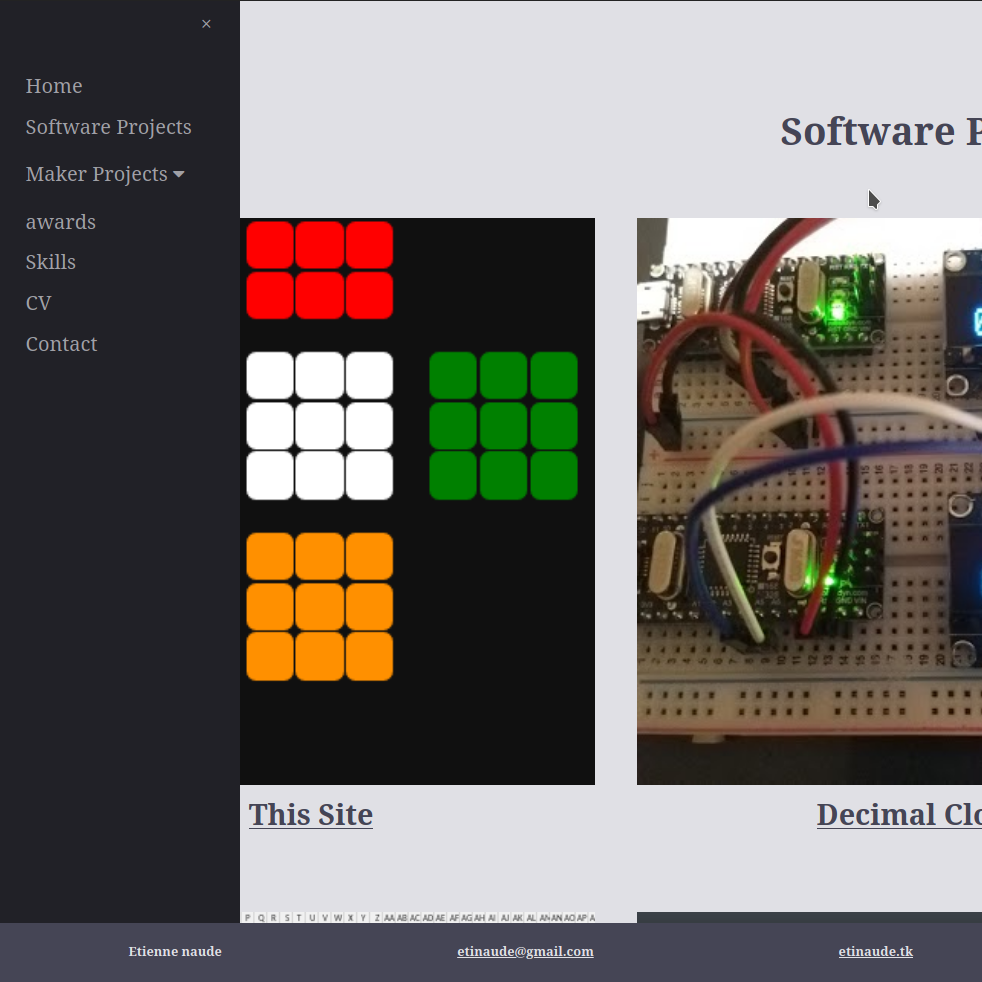 ×
Home
Software Projects
Maker Projects
awards
Skills
CV
Contact
Software P
This Site
Decimal Clo
P Q R S T U V W X Y Z AA AB AC AD AE AF AG AH AI AJ AK AL AN AN AO AP A
Etienne naude
etinaude@gmail.com
etinaude.tk